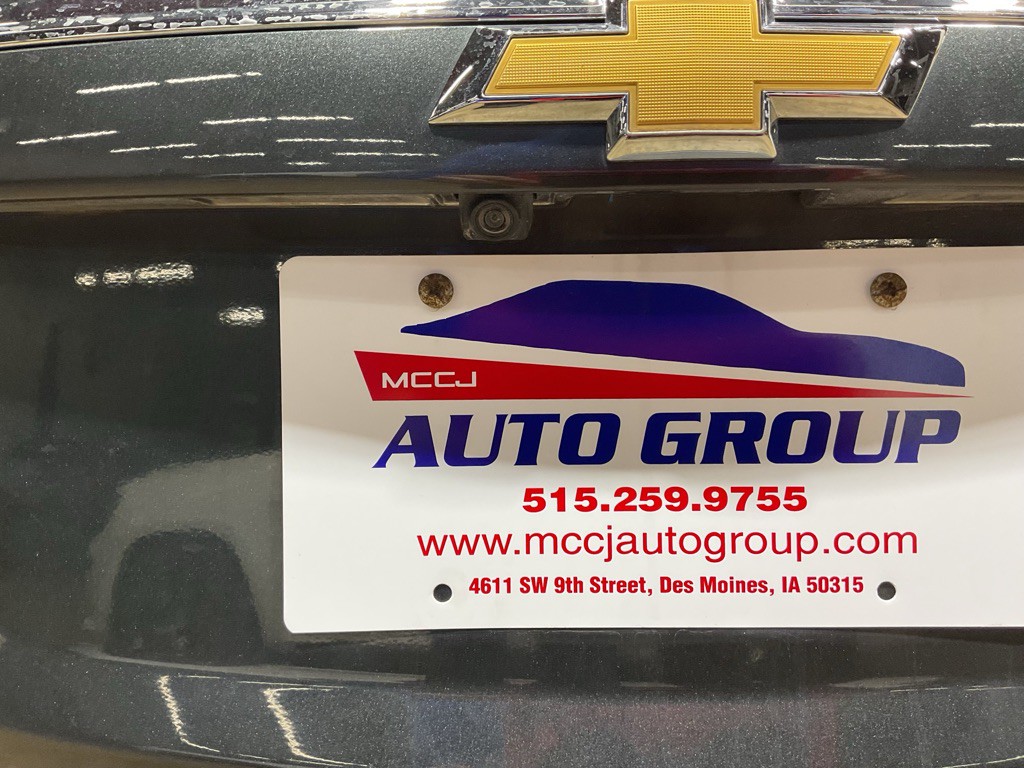 MCCJ
AUTO GROUP
515.259.9755
www.mccjautogroup.com
4611 SW 9th Street, Des Moines, IA 50315